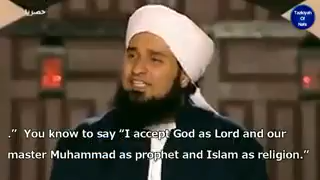 حصريا
Tazkiyah
Of
Nafs
.” You know to say “I accept God as Lord and our
master Muhammad as prophet and Islam as religion.”